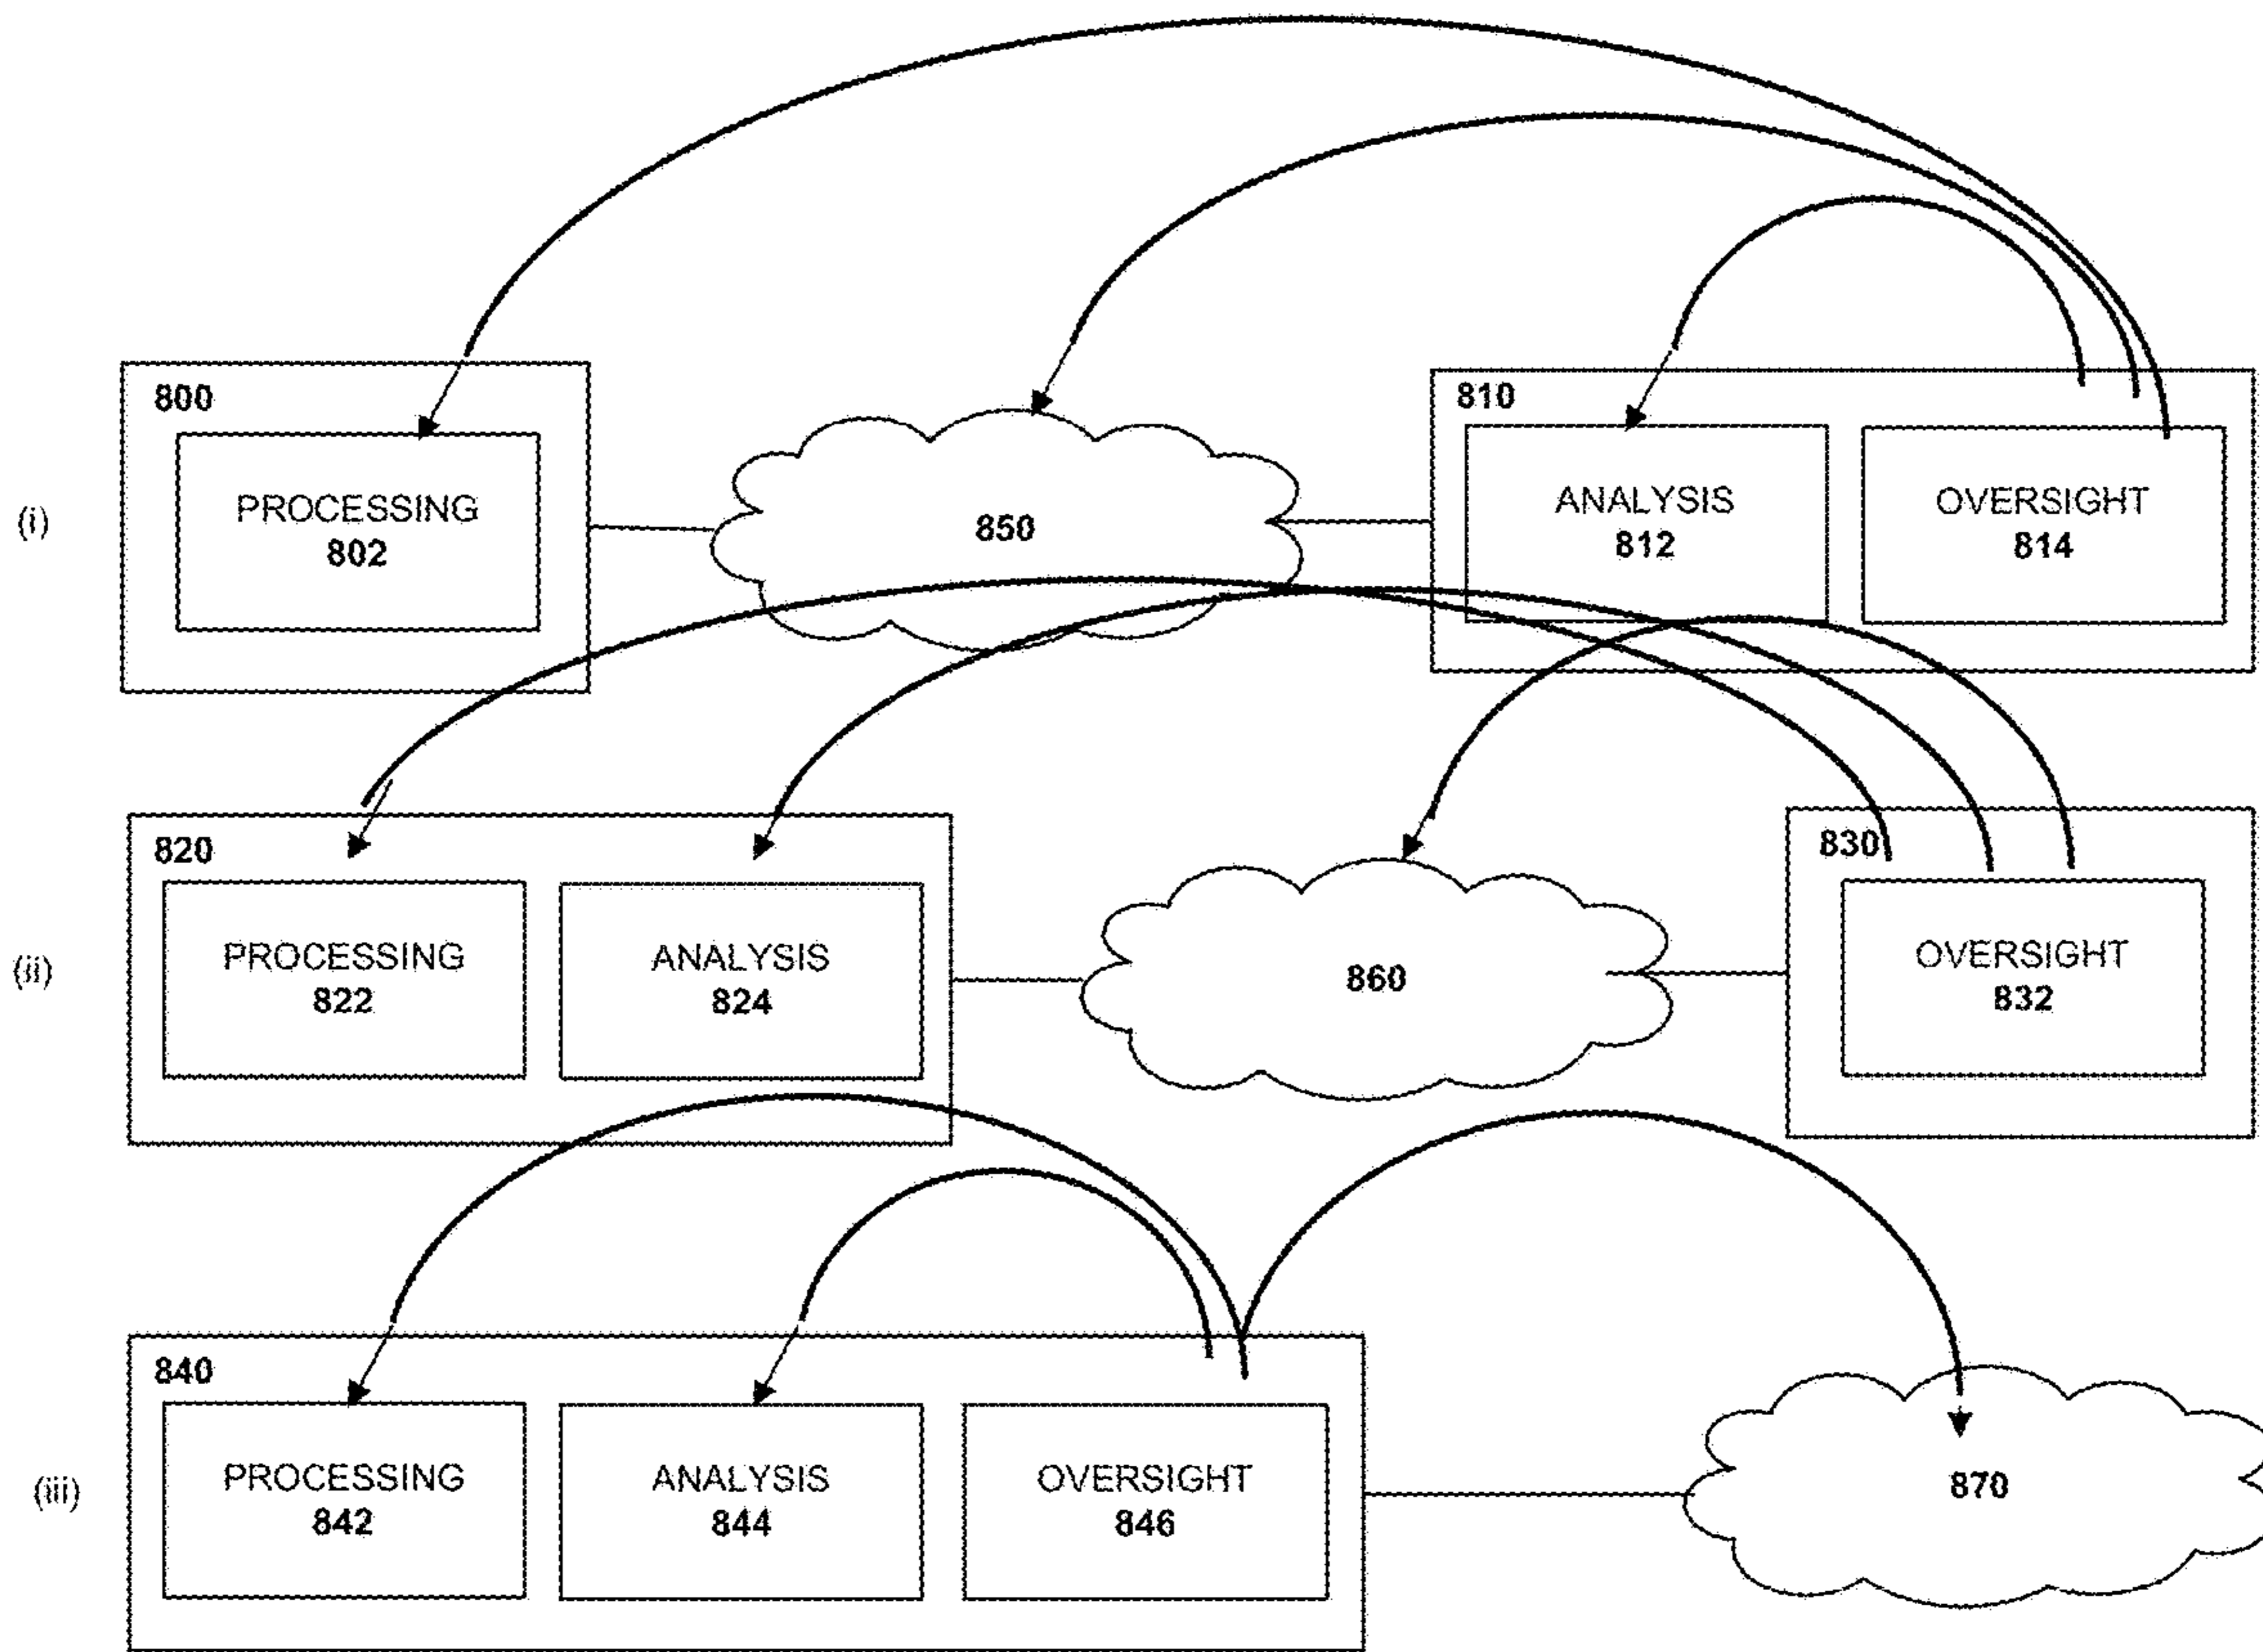 800
810
PROCESSING
802
850
ANALYSIS
812
OVERSIGHT
814
(i)
820
830
PROCESSING
822
ANALYSIS
824
860
OVERSIGHT
832
(ii)
840
PROCESSING
842
ANALYSIS
844
OVERSIGHT
846
870
(iii)